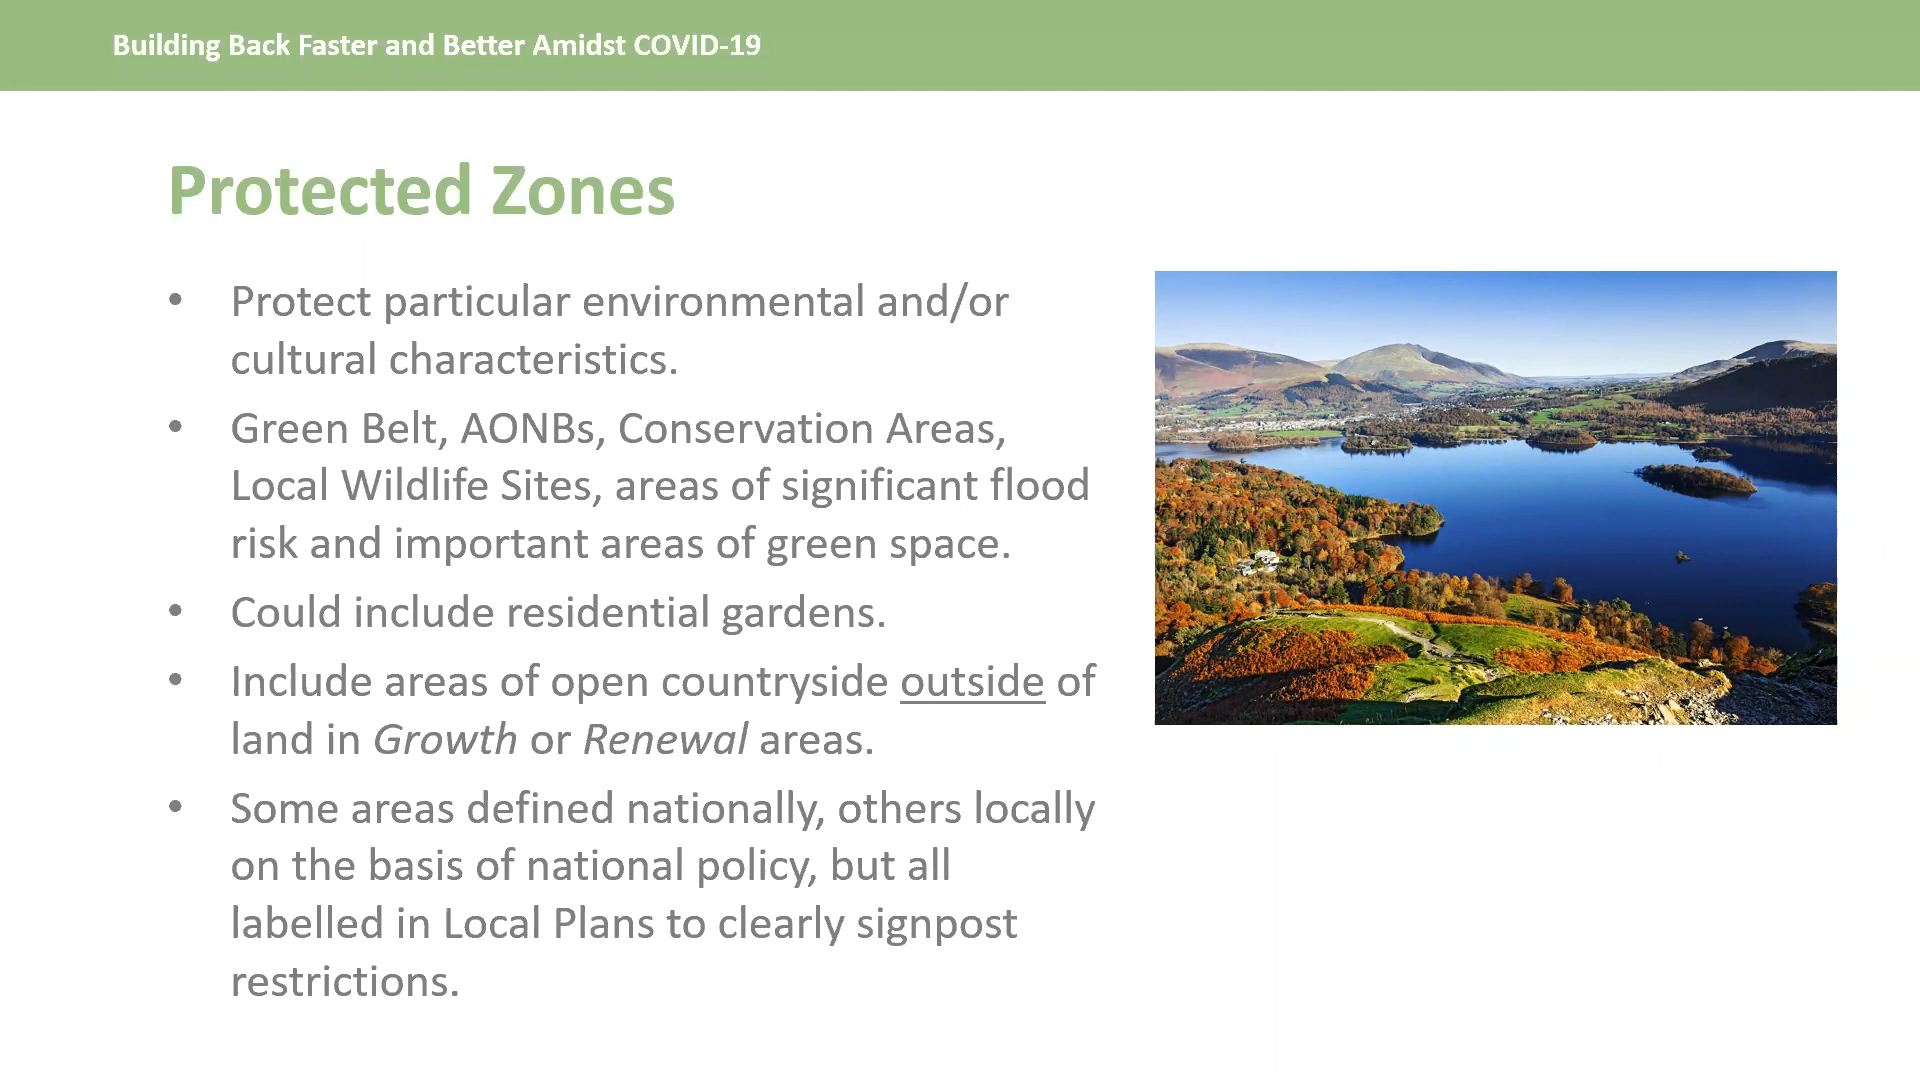 Building Back Faster and Better Amidst COVID-19
Protected Zones
• Protect particular environmental and/or
cultural characteristics.
• Green Belt, AONBs, Conservation Areas,
Local Wildlife Sites, areas of significant flood
risk and important areas of green space.
• Could include residential gardens.
• Include areas of open countryside outside of
land in Growth or Renewal areas.
• Some areas defined nationally, others locally
on the basis of national policy, but all
labelled in Local Plans to clearly signpost
restrictions.